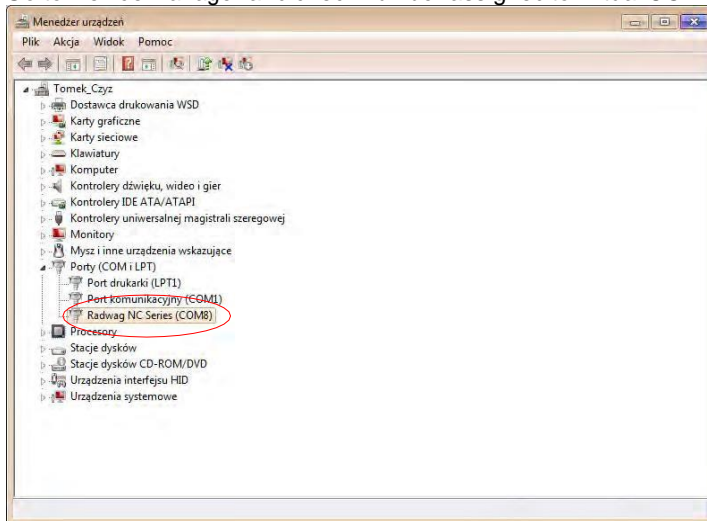 Menedżer urządzeń
Plik Akcja Widok Pomoc
Tomek_Czyz
Dostawca drukowania WSD
Karty graficzne
Karty sieciowe
Klawiatury
Komputer
Kontrolery dźwięku, wideo i gier
Kontrolery IDE ATA/ATAPI
Kontrolery uniwersalnej magistrali szeregowej
Monitory
Mysz i inne urządzenia wskazujące
Porty (COM i LPT)
Port drukarki (LPT1)
Port komunikacyjny (COM1)
Radwag NC Series (COM8)
Procesory
Stacje dysków
Stacje dysków CD-ROM/DVD
Urządzenia interfejsu HID
Urządzenia systemowe